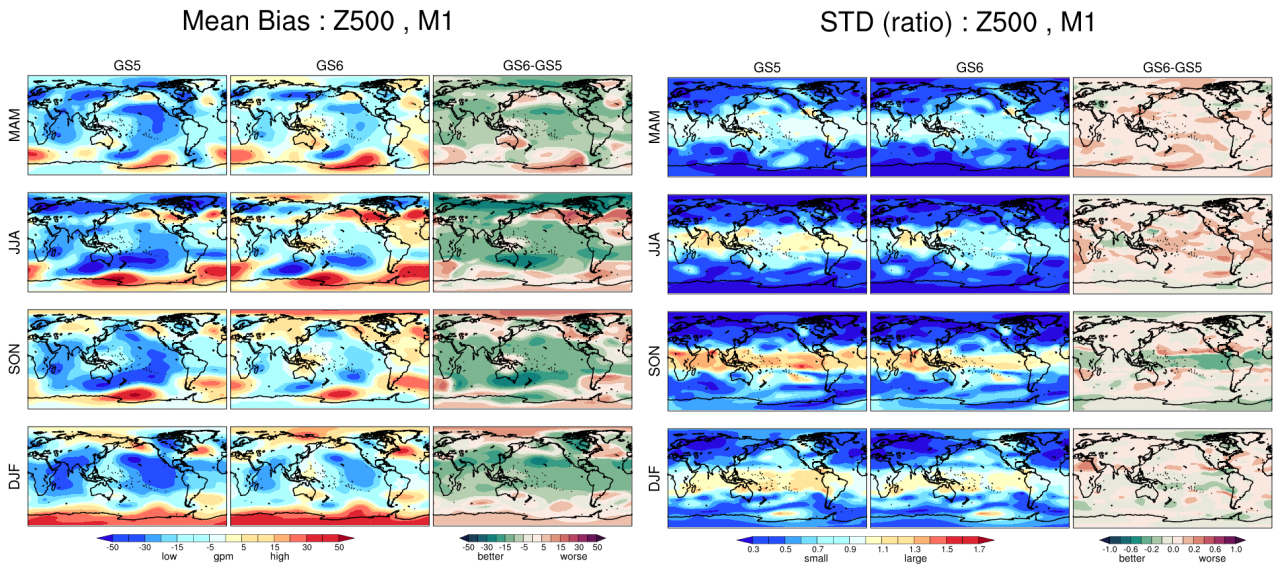 Mean Bias : Z500 , M1
GS5 GS6 GS6-GS5
MAM
JJA
SON
DJF
-50 -30 -15 -5 5 15 30 50
low gpm high
-50 -30 -15 -5 5 15 30 50
better worse
STD (ratio) : Z500 , M1
GS5 GS6 GS6-GS5
MAM
JJA
SON
DJF
0.3 0.5 0.7 0.9 1.1 1.3 1.5 1.7
small large
-1.0 -0.6 -0.2 0.0 0.2 0.6 1.0
better worse